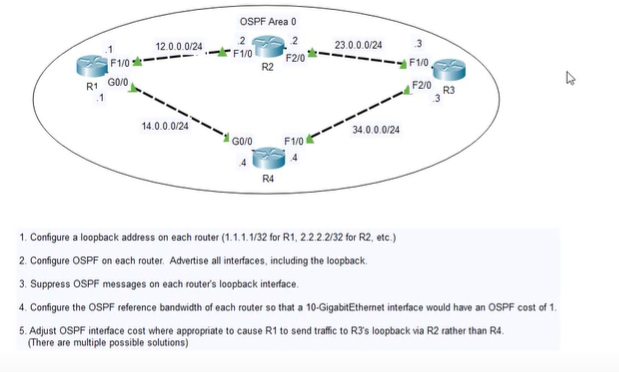 OSPF Area 0
12.0.0.0/24
.2
.2
23.0.0.0/24
.3
.1
F1/0
F1/0
F2/0
F1/0
R2
R1
G0/0
F2/0
R3
.1
.3
14.0.0.0/24
34.0.0.0/24
G0/0
F1/0
.4
.4
R4
1. Configure a loopback address on each router (1.1.1.1/32 for R1, 2.2.2.2/32 for R2, etc.)
2. Configure OSPF on each router. Advertise all interfaces, including the loopback.
3. Suppress OSPF messages on each router's loopback interface.
4. Configure the OSPF reference bandwidth of each router so that a 10-GigabitEthernet interface would have an OSPF cost of 1.
5. Adjust OSPF interface cost where appropriate to cause R1 to send traffic to R3's loopback via R2 rather than R4.
(There are multiple possible solutions)